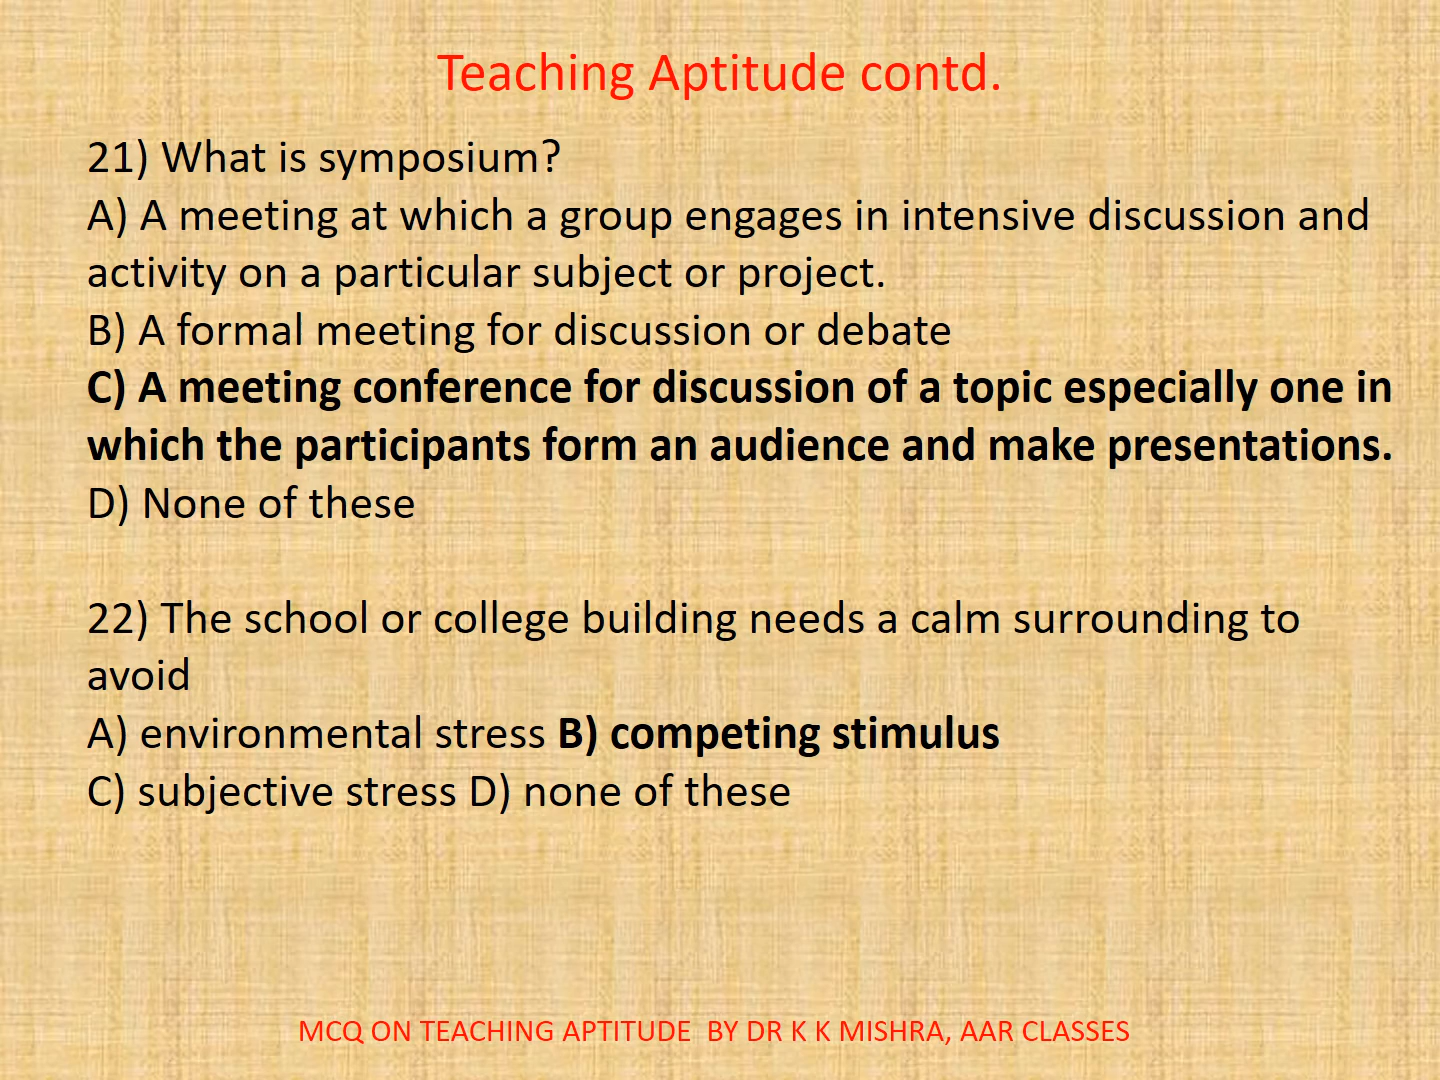 Teaching Aptitude contd.
21) What is symposium?
A) A meeting at which a group engages in intensive discussion and
activity on a particular subject or project.
B) A formal meeting for discussion or debate
C) A meeting conference for discussion of a topic especially one in
which the participants form an audience and make presentations.
D) None of these
22) The school or college building needs a calm surrounding to
avoid
A) environmental stress B) competing stimulus
C) subjective stress D) none of these
MCQ ON TEACHING APTITUDE  BY DR K K MISHRA, AAR CLASSES